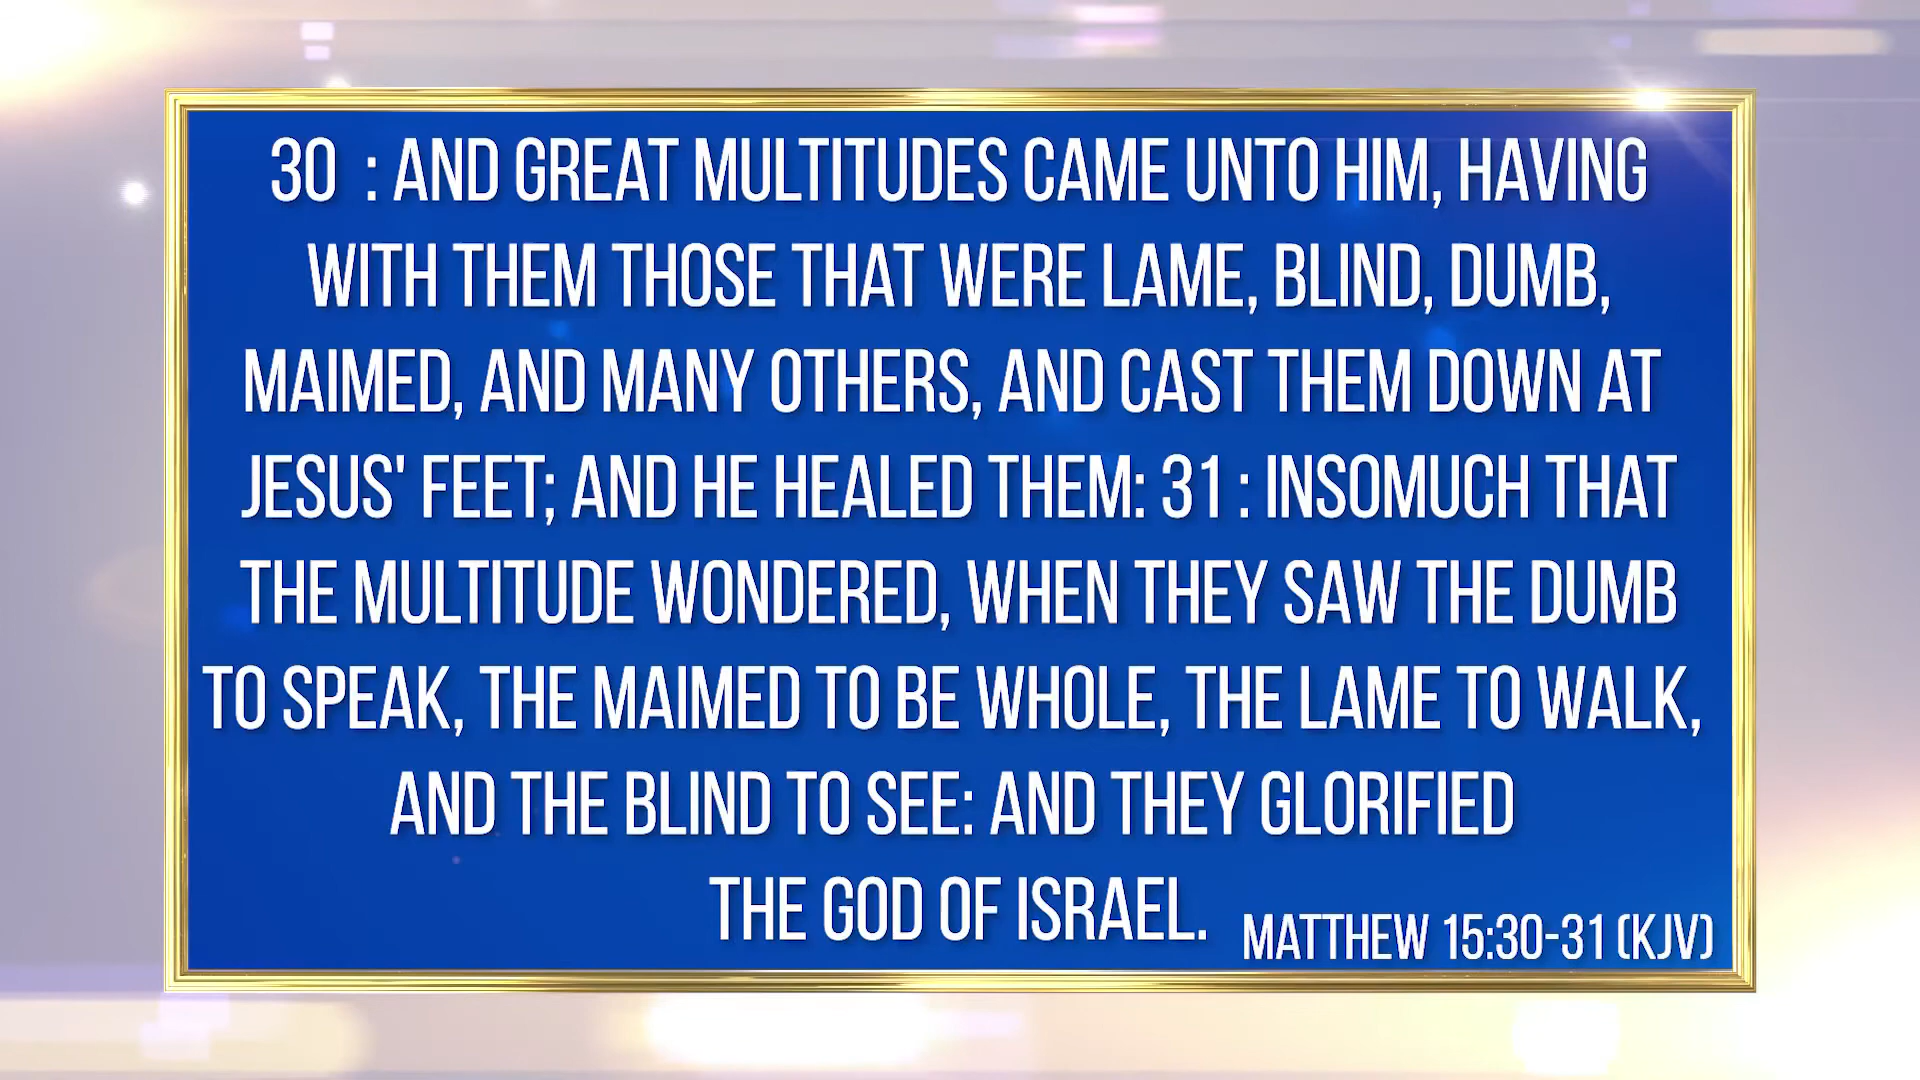 30 : AND GREAT MULTITUDES CAME UNTO HIM, HAVING
WITH THEM THOSE THAT WERE LAME, BLIND, DUMB,
MAIMED, AND MANY OTHERS, AND CAST THEM DOWN AT
JESUS' FEET; AND HE HEALED THEM: 31 : INSOMUCH THAT
THE MULTITUDE WONDERED, WHEN THEY SAW THE DUMB
TO SPEAK, THE MAIMED TO BE WHOLE, THE LAME TO WALK,
AND THE BLIND TO SEE: AND THEY GLORIFIED
THE GOD OF ISRAEL.
MATTHEW 15:30-31 (KJV)